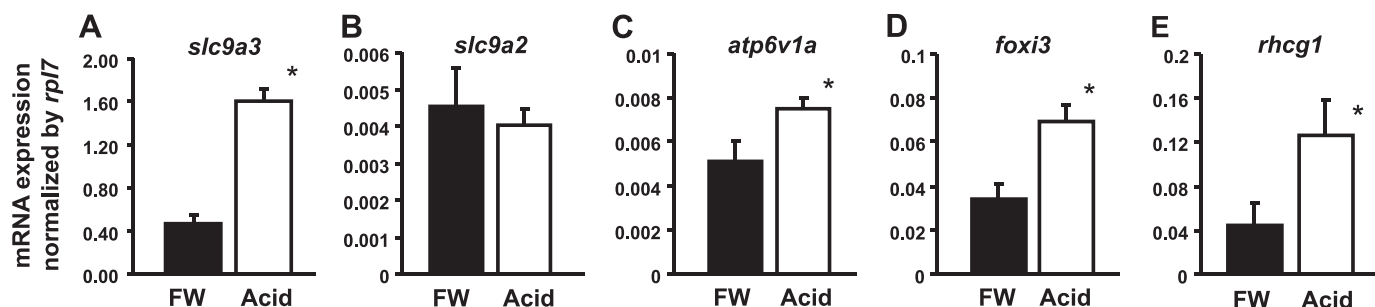 A
slc9a3
mRNA expression
normalized by rpl7
2.00
1.60
1.20
0.80
0.40
0.00
*
FW
Acid
B
slc9a2
0.006
0.005
0.004
0.003
0.002
0.001
0
FW
Acid
C
atp6v1a
0.01
0.008
0.006
0.004
0.002
0
*
FW
Acid
D
foxi3
0.1
0.08
0.06
0.04
0.02
0
*
FW
Acid
E
rhcg1
0.2
0.16
0.12
0.08
0.04
0
*
FW
Acid